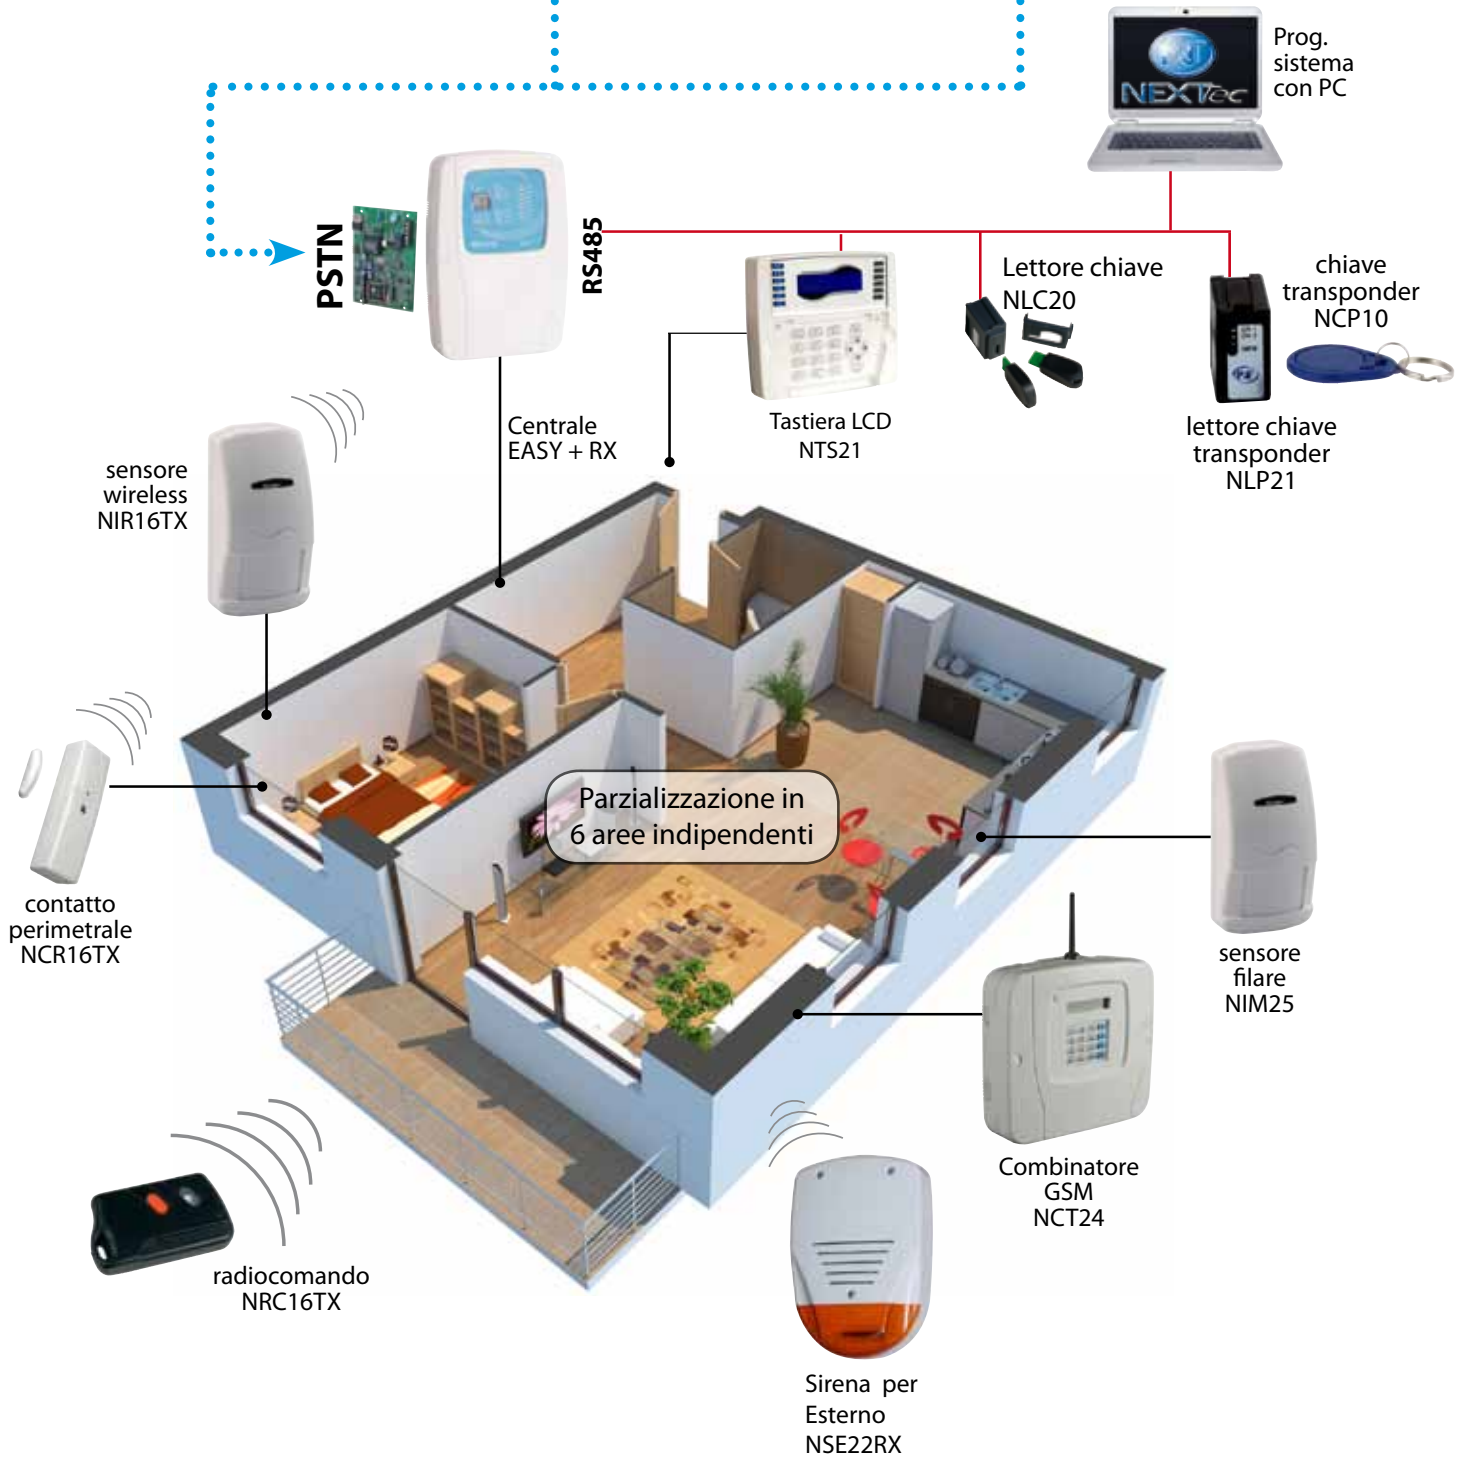 Prog.
sistema
con PC
NEXTtec
PSTN
RS485
Lettore chiave
NLC20
chiave
transponder
NCP10
Centrale
EASY + RX
Tastiera LCD
NTS21
lettore chiave
transponder
NLP21
sensore
wireless
NIR16TX
Parzializzazione in
6 aree indipendenti
contatto
perimetrale
NCR16TX
sensore
filare
NIM25
Combinatore
GSM
NCT24
radiocomando
NRC16TX
Sirena per
Esterno
NSE22RX